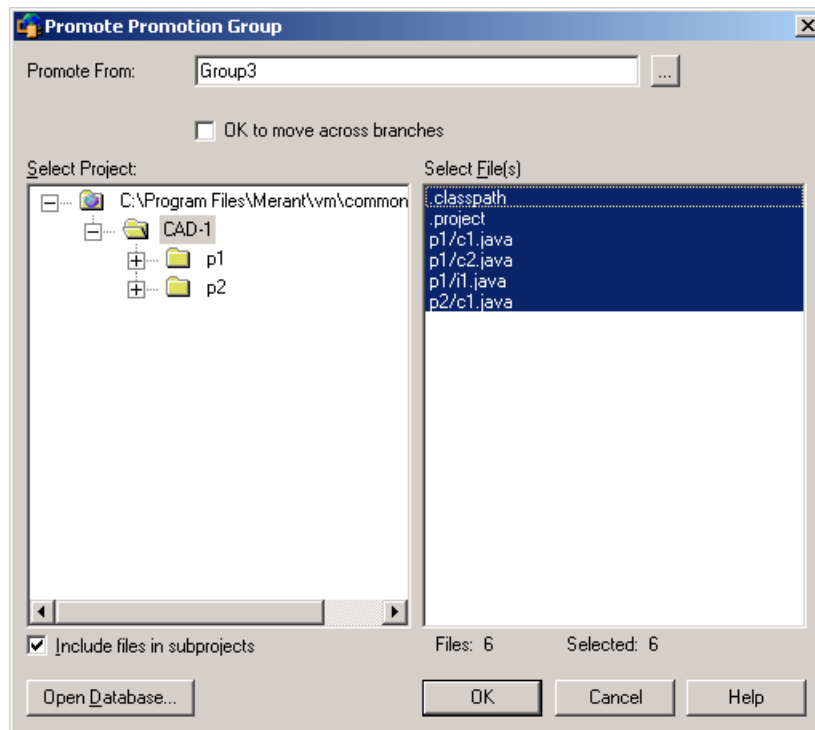 Promote Promotion Group
Promote From:
Group3
...
OK to move across branches
Select Project:
C:\Program Files\Merant\vm\common
CAD-1
p1
p2
Include files in subprojects
Open Database...
Select File(s)
.classpath
.project
p1/c1.java
p1/c2.java
p1/i1.java
p2/c1.java
Files: 6 Selected: 6
OK Cancel Help